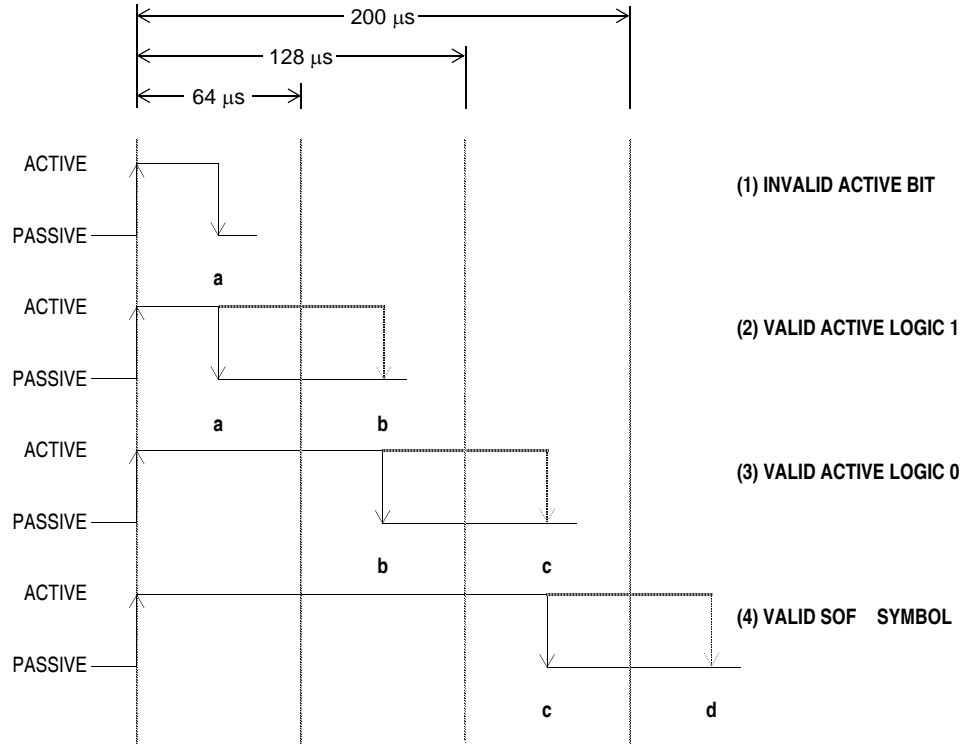 200 μs
128 μs
64 μs
ACTIVE
(1) INVALID ACTIVE BIT
PASSIVE
a
ACTIVE
(2) VALID ACTIVE LOGIC 1
PASSIVE
a b
ACTIVE
(3) VALID ACTIVE LOGIC 0
PASSIVE
b c
ACTIVE
(4) VALID SOF SYMBOL
PASSIVE
c d